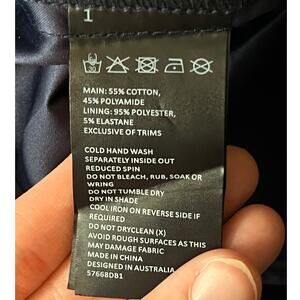 1
30
MAIN: 55% COTTON,
45% POLYAMIDE
LINING: 95% POLYESTER,
5% ELASTANE
EXCLUSIVE OF TRIMS
COLD HAND WASH
SEPARATELY INSIDE OUT
REDUCED SPIN
DO NOT BLEACH, RUB, SOAK OR
WRING
DO NOT TUMBLE DRY
DRY IN SHADE
COOL IRON ON REVERSE SIDE IF
REQUIRED
DO NOT DRYCLEAN (X)
AVOID ROUGH SURFACES AS THIS
MAY DAMAGE FABRIC
MADE IN CHINA
DESIGNED IN AUSTRALIA
57668DB1